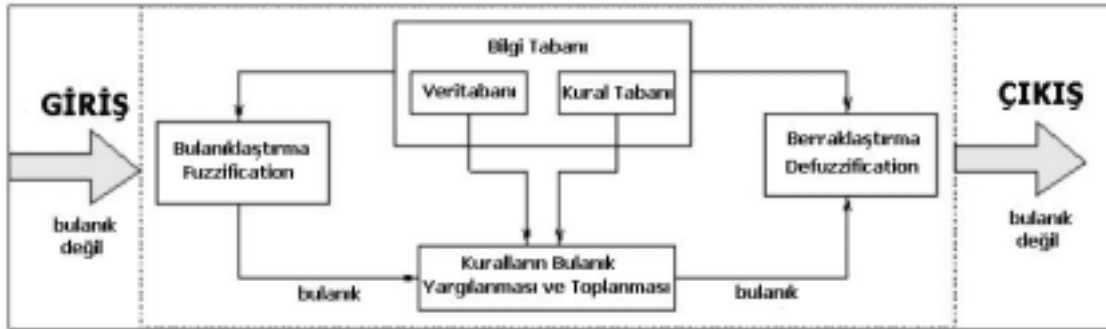 Bilgi Tabanı
Veritabanı
Kural Tabanı
GİRİŞ
ÇIKIŞ
Bulanıklaştırma
Fuzzification
Berraklaştırma
Defuzzification
bulanık
değil
bulanık
değil
Kuralların Bulanık
Yargılanması ve Toplanması
bulanık
bulanık